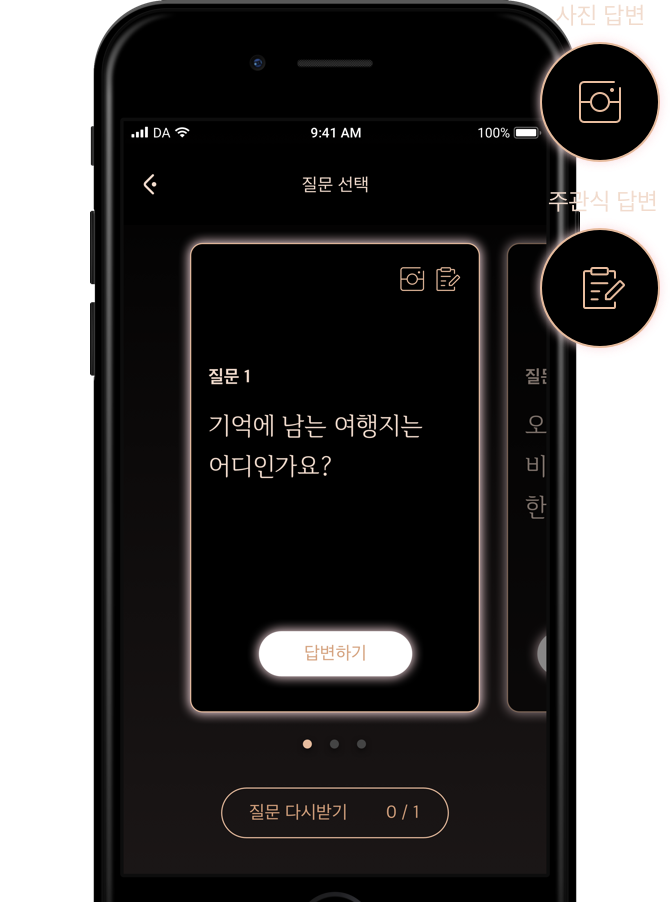 사진 답변
DA
9:41 AM
100%
질문 선택
주관식 답변
질문 1
기억에 남는 여행지는
어디인가요?
답변하기
오
비
한
질문 다시받기 0 / 1